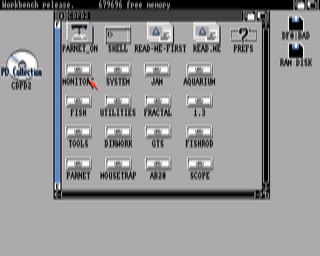 Workbench release. 679696 free memory
CDPD2
PARNET_ON SHELL READ-ME-FIRST READ.ME PREFS
DF0:BAD
MONITOR SYSTEM JAM AQUARIUM
RAM DISK
PD Collection
CDPD2
FISH UTILITIES FRACTAL 1.3
TOOLS DIRWORK GTS FISHROD
PARNET MOUSETRAP AB20 SCOPE